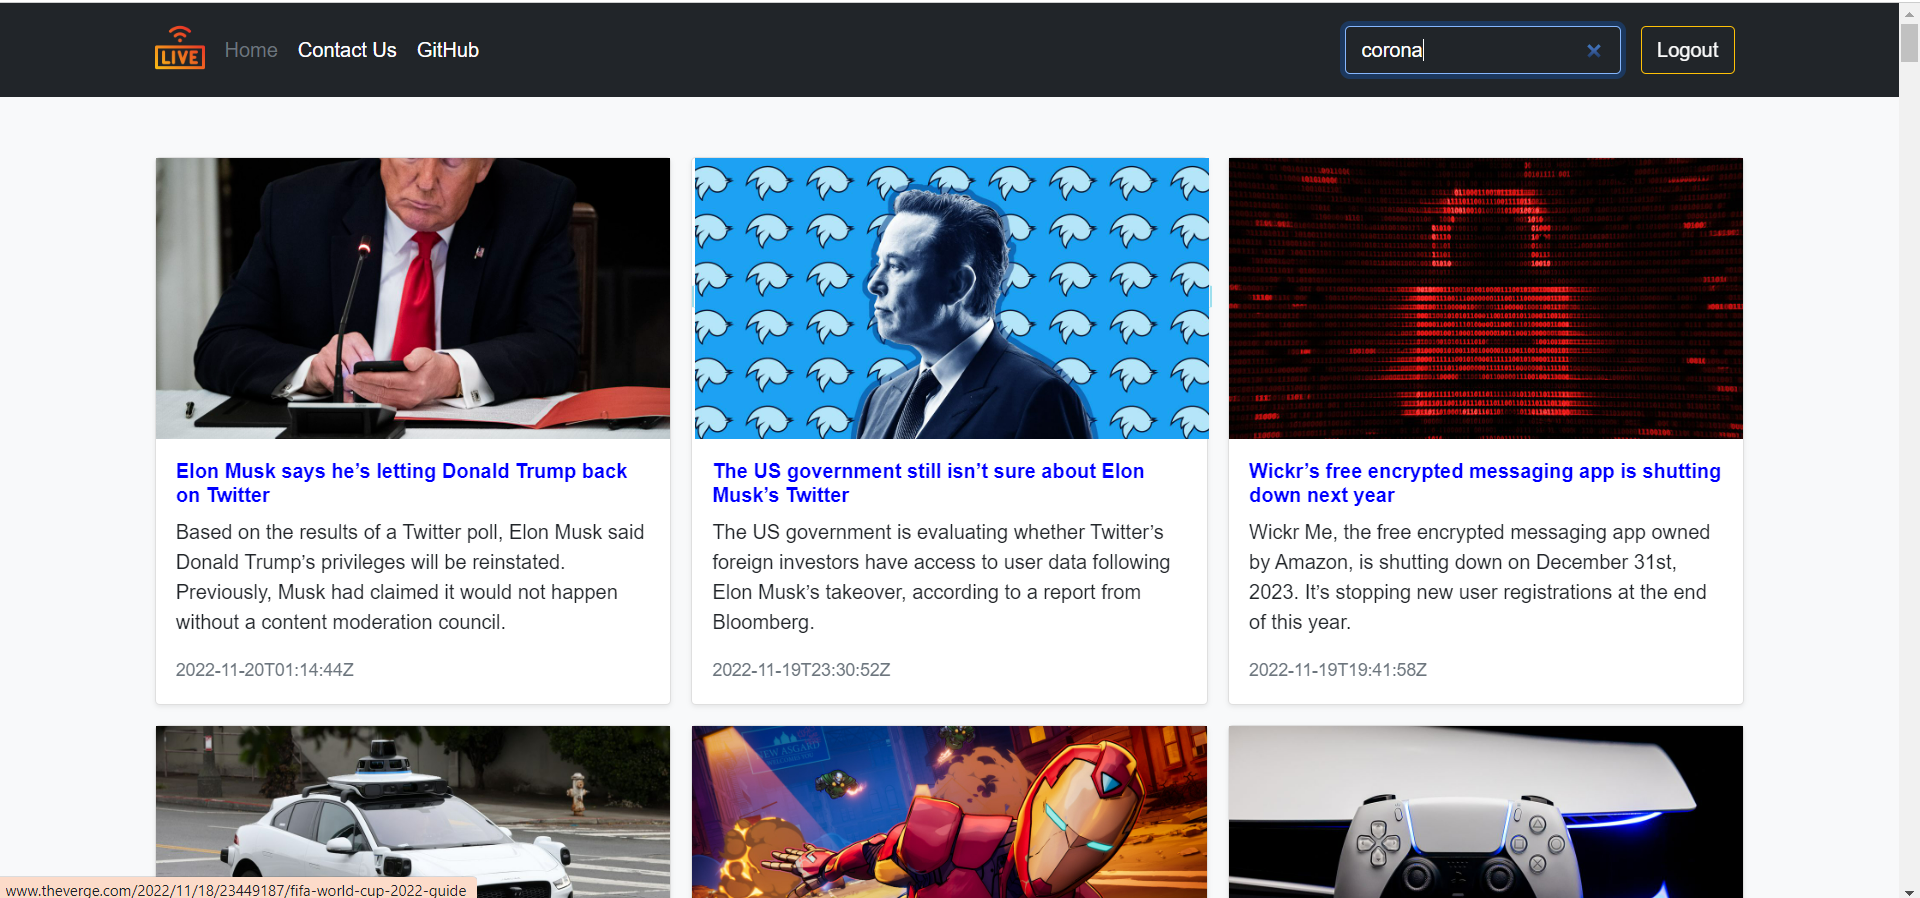 LIVE
Home
Contact Us
GitHub
corona
Logout
Elon Musk says he’s letting Donald Trump back
on Twitter
Based on the results of a Twitter poll, Elon Musk said
Donald Trump’s privileges will be reinstated.
Previously, Musk had claimed it would not happen
without a content moderation council.
2022-11-20T01:14:44Z
The US government still isn’t sure about Elon
Musk’s Twitter
The US government is evaluating whether Twitter’s
foreign investors have access to user data following
Elon Musk’s takeover, according to a report from
Bloomberg.
2022-11-19T23:30:52Z
Wickr’s free encrypted messaging app is shutting
down next year
Wickr Me, the free encrypted messaging app owned
by Amazon, is shutting down on December 31st,
2023. It’s stopping new user registrations at the end
of this year.
2022-11-19T19:41:58Z
www.theverge.com/2022/11/18/23449187/fifa-world-cup-2022-guide